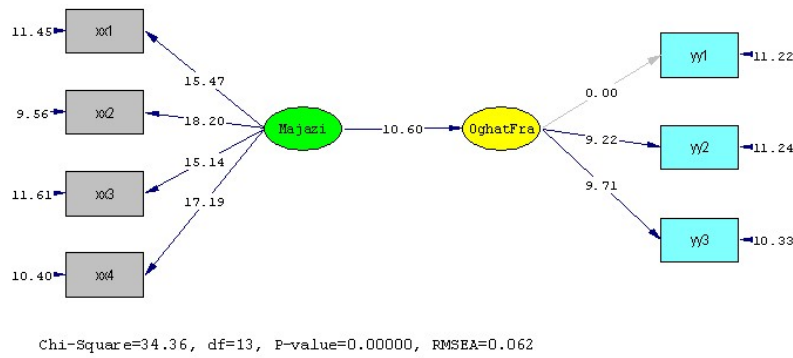 11.45 xx1
9.56 xx2
11.61 xx3
10.40 xx4
15.47
18.20
15.14
17.19
Majazi
10.60
OghatFra
0.00
9.22
9.71
yy1 11.22
yy2 11.24
yy3 10.33
Chi-Square=34.36, df=13, P-value=0.00000, RMSEA=0.062